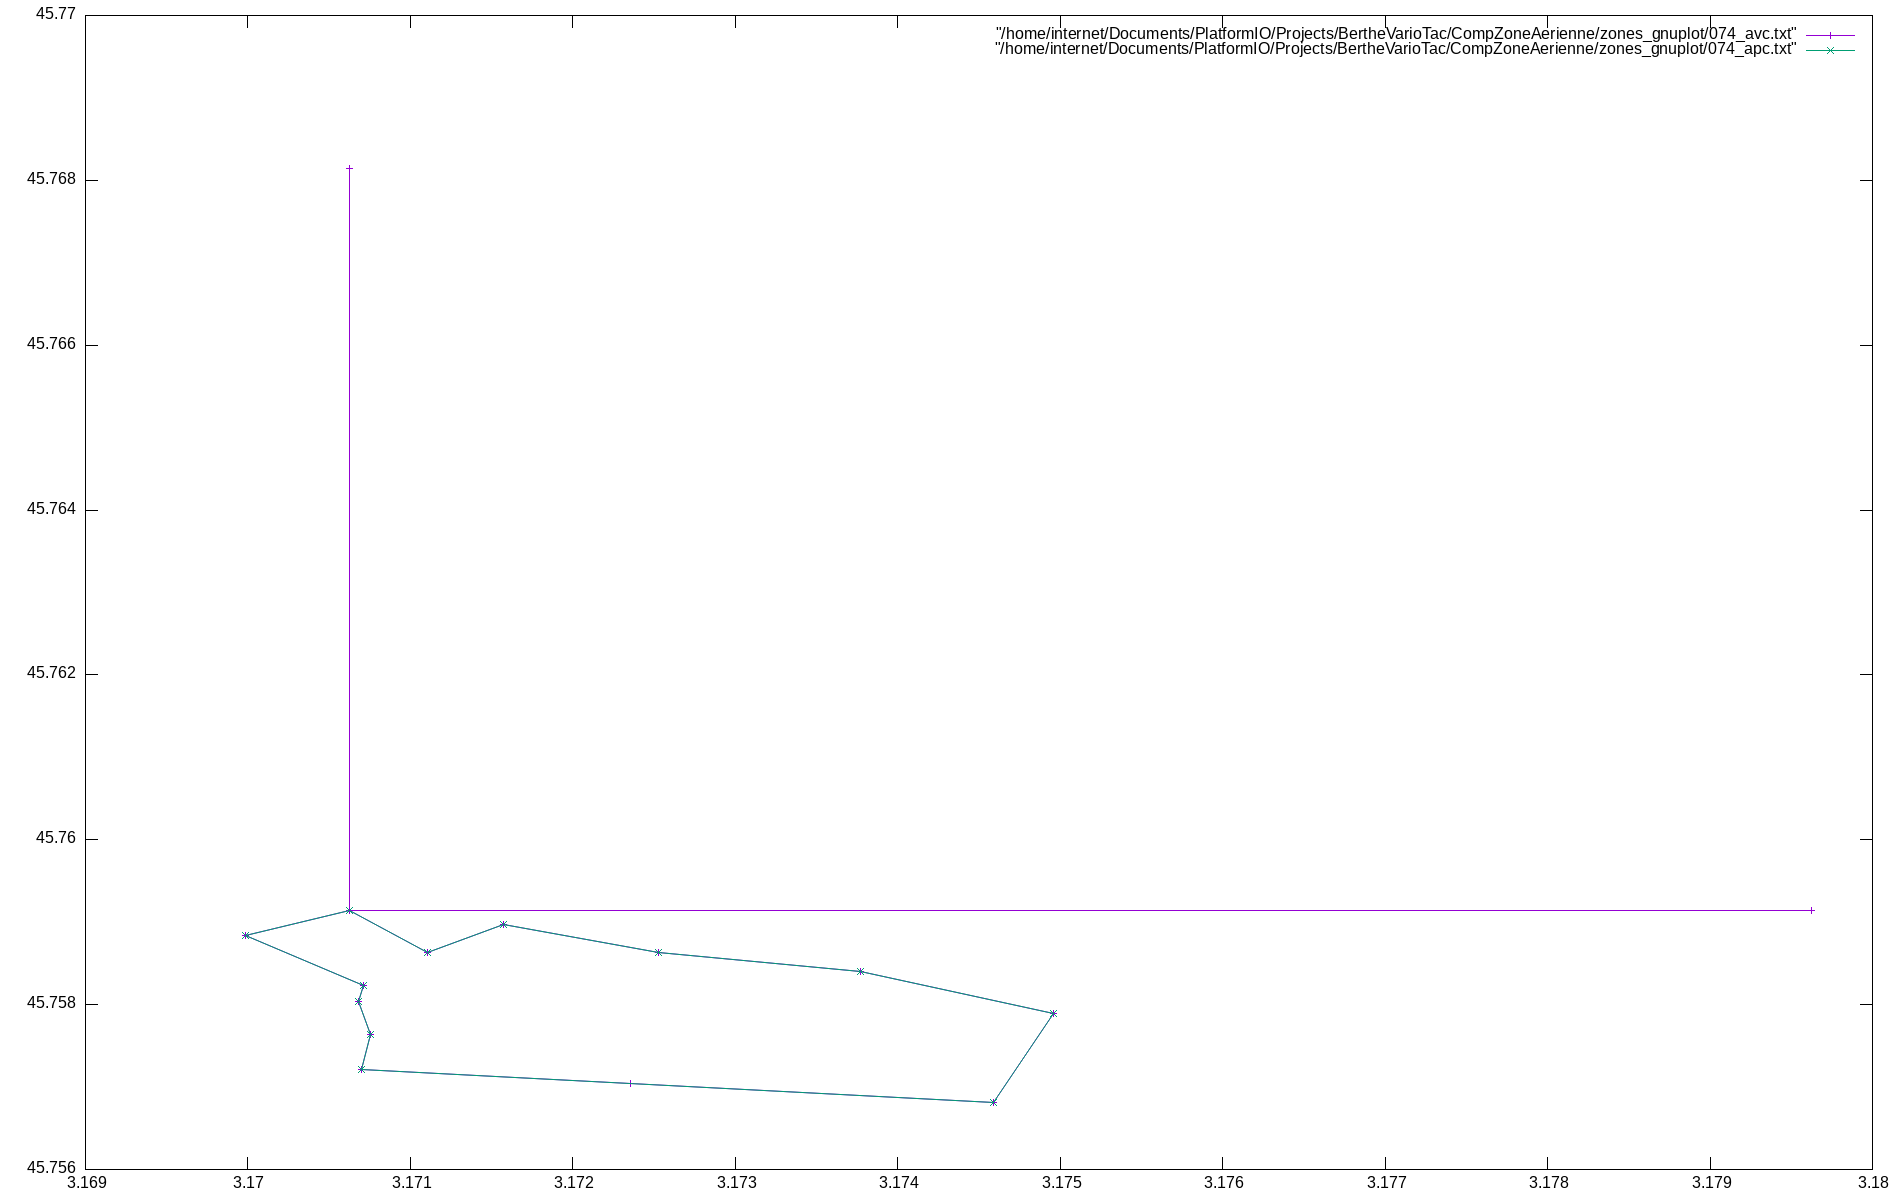 45.77
"/home/internet/Documents/PlatformIO/Projects/BertheVarioTac/CompZoneAerienne/zones_gnuplot/074_avc.txt"
"/home/internet/Documents/PlatformIO/Projects/BertheVarioTac/CompZoneAerienne/zones_gnuplot/074_apc.txt"
45.768
45.766
45.764
45.762
45.76
45.758
45.756
3.169 3.17 3.171 3.172 3.173 3.174 3.175 3.176 3.177 3.178 3.179 3.18